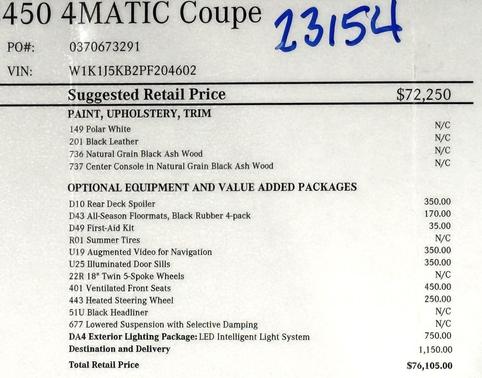 450 4MATIC Coupe
23154
PO#: 0370673291
VIN: W1K1J5KB2PF204602
Suggested Retail Price $72,250
PAINT, UPHOLSTERY, TRIM
149 Polar White N/C
201 Black Leather N/C
736 Natural Grain Black Ash Wood N/C
737 Center Console in Natural Grain Black Ash Wood N/C
OPTIONAL EQUIPMENT AND VALUE ADDED PACKAGES
D10 Rear Deck Spoiler 350.00
D43 All-Season Floormats, Black Rubber 4-pack 170.00
D49 First-Aid Kit 35.00
R01 Summer Tires N/C
U19 Augmented Video for Navigation 350.00
U25 Illuminated Door Sills 350.00
22R 18" Twin 5-Spoke Wheels N/C
401 Ventilated Front Seats 450.00
443 Heated Steering Wheel 250.00
51U Black Headliner N/C
677 Lowered Suspension with Selective Damping N/C
DA4 Exterior Lighting Package: LED Intelligent Light System 750.00
Destination and Delivery 1,150.00
Total Retail Price $76,105.00